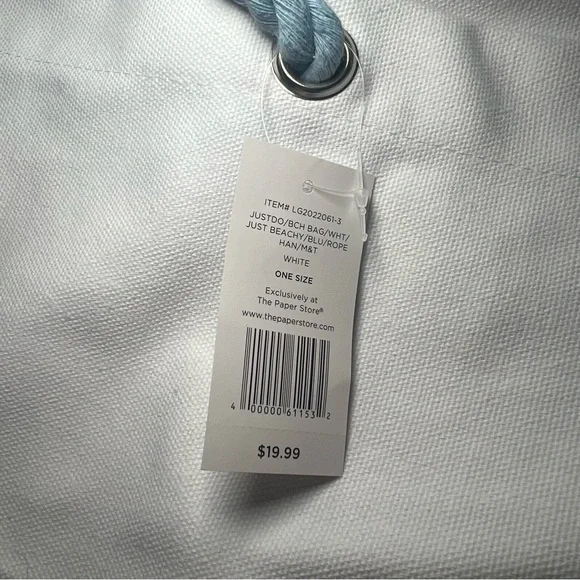 ITEM# LG2022061-3
JUSTDO/BCH BAG/WHT/
JUST BEACHY/BLU/ROPE
HAN/M&T
WHITE
ONE SIZE
Exclusively at
The Paper Store®
www.thepaperstore.com
4 00000 61153 2
$19.99